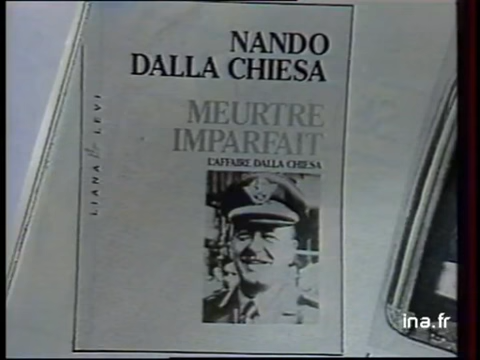 NANDO
DALLA CHIESA
MEURTRE
IMPARFAIT
L'AFFAIRE DALLA CHIESA
LIANA LEVI
ina.fr